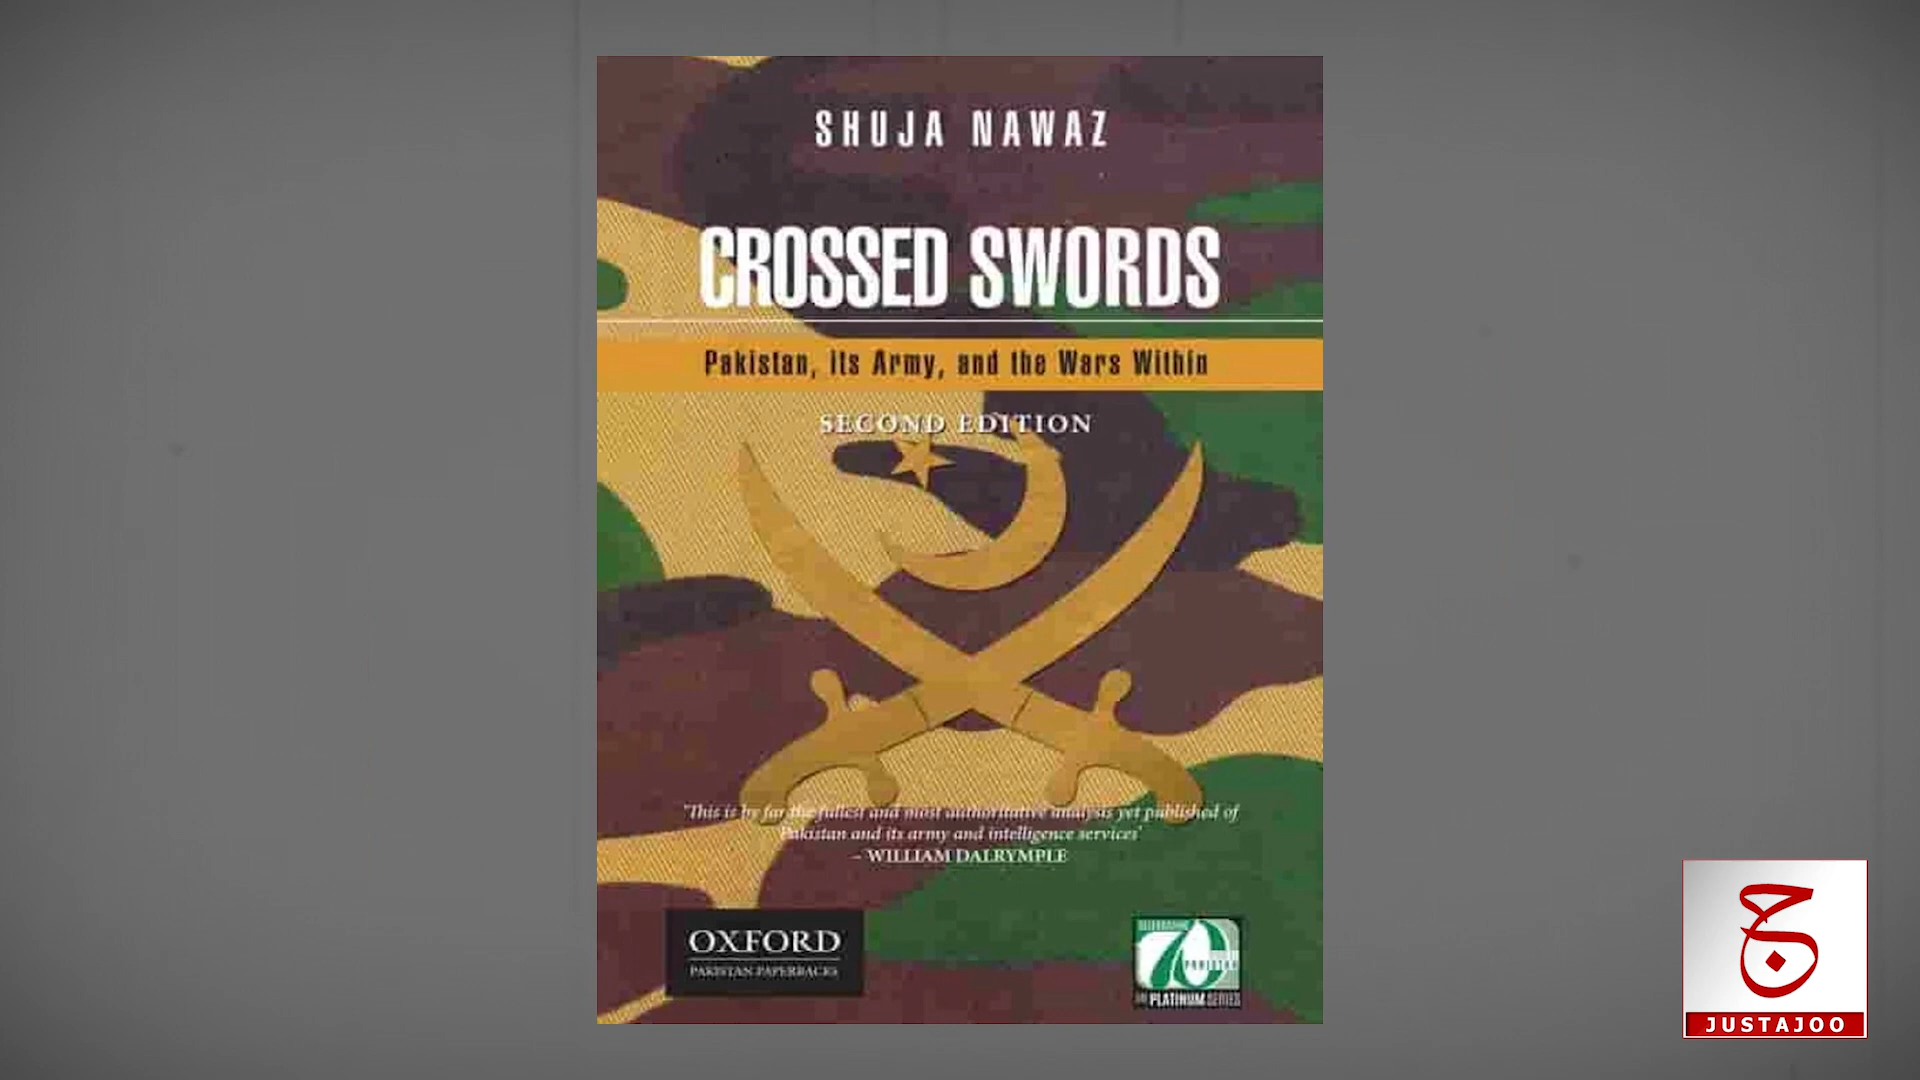 SHUJA NAWAZ
CROSSED SWORDS
Pakistan, its Army, and the Wars Within
SECOND EDITION
'This is by far the fullest and most authoritative analysis yet published of
Pakistan and its army and intelligence services'
– WILLIAM DALRYMPLE
OXFORD
PAKISTAN PAPERBACKS
70
PAKISTAN
PLATINUM SERIES
ج
JUSTAJOO